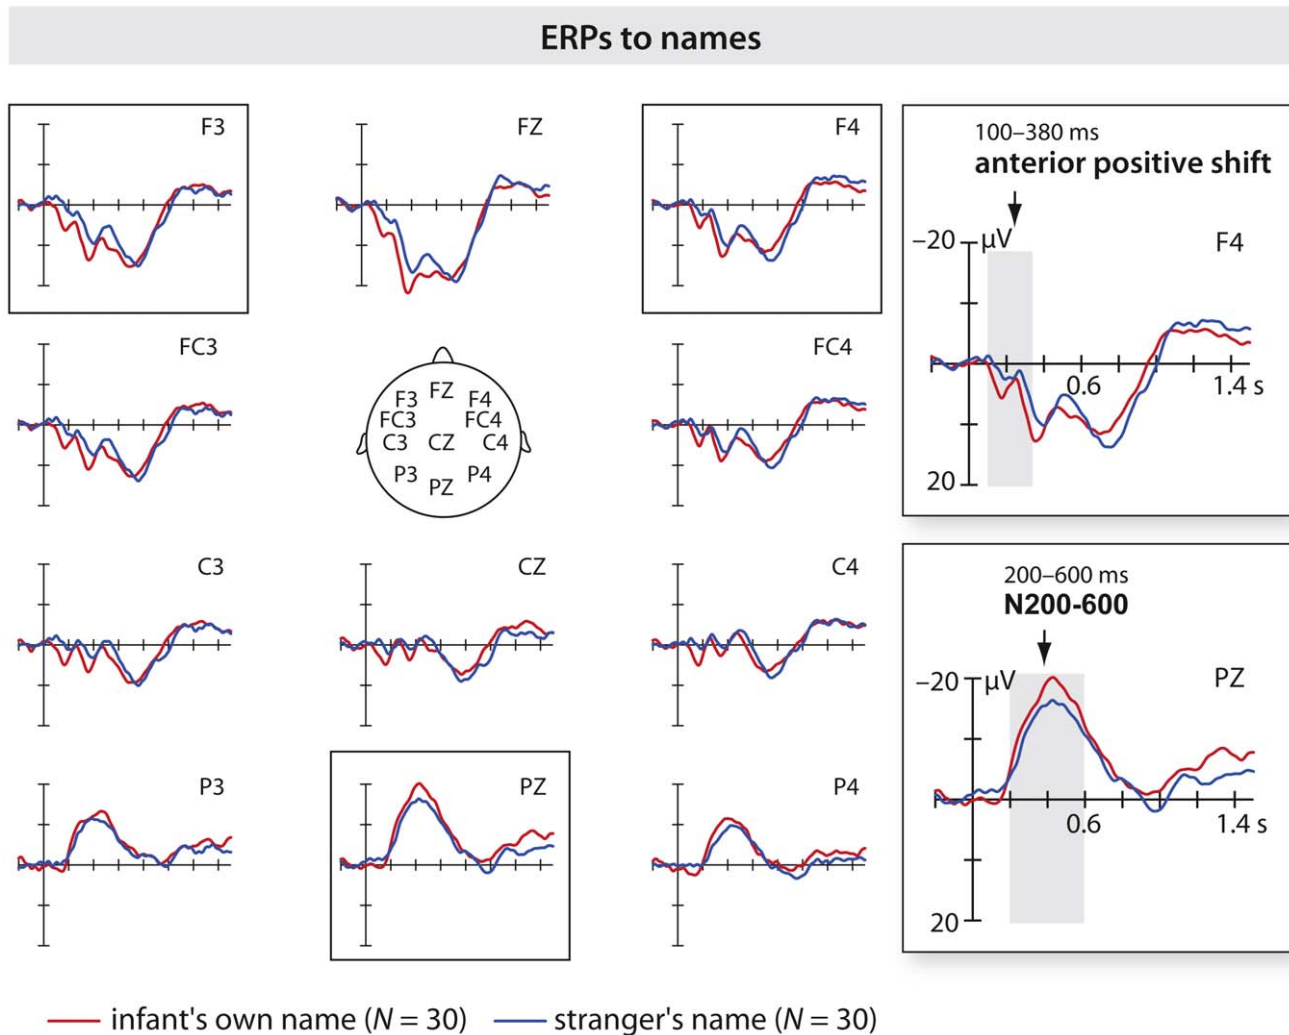 ERPs to names
F3
FZ
F4
100–380 ms
anterior positive shift
−20
µV
F4
0.6
1.4 s
20
FC3
FC4
FZ
F3
F4
FC3
FC4
C3
CZ
C4
P3
P4
PZ
C3
CZ
C4
200–600 ms
N200-600
−20
µV
PZ
0.6
1.4 s
20
P3
PZ
P4
infant's own name (N = 30)
stranger's name (N = 30)